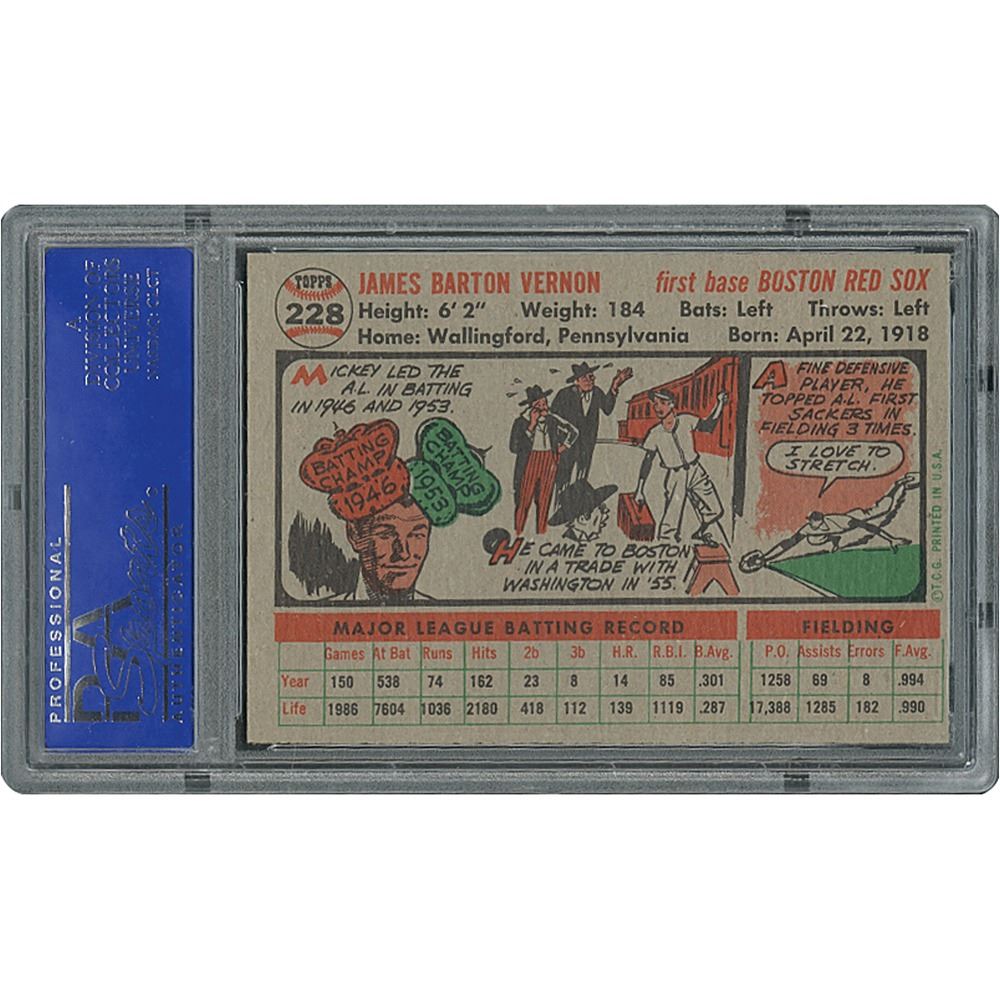 A
DIVISION OF
COLLECTORS
UNIVERSE
NASDAQ: CLCT
PROFESSIONAL
PSA
AUTHENTICATOR
TOPPS
228
JAMES BARTON VERNON first base BOSTON RED SOX
Height: 6' 2" Weight: 184 Bats: Left Throws: Left
Home: Wallingford, Pennsylvania Born: April 22, 1918
MICKEY LED THE
A.L. IN BATTING
IN 1946 AND 1953.
BATTING
CHAMP
1946
BATTING
CHAMP
1953
HE CAME TO BOSTON
IN A TRADE WITH
WASHINGTON IN '55.
A FINE DEFENSIVE
PLAYER, HE
TOPPED A.L. FIRST
SACKERS IN
FIELDING 3 TIMES.
I LOVE TO
STRETCH.
©T.C.G. PRINTED IN U.S.A.
MAJOR LEAGUE BATTING RECORD FIELDING
Games At Bat Runs Hits 2b 3b H.R. R.B.I. B.Avg. P.O. Assists Errors F.Avg.
Year 150 538 74 162 23 8 14 85 .301 1258 69 8 .994
Life 1986 7604 1036 2180 418 112 139 1119 .287 17,388 1285 182 .990